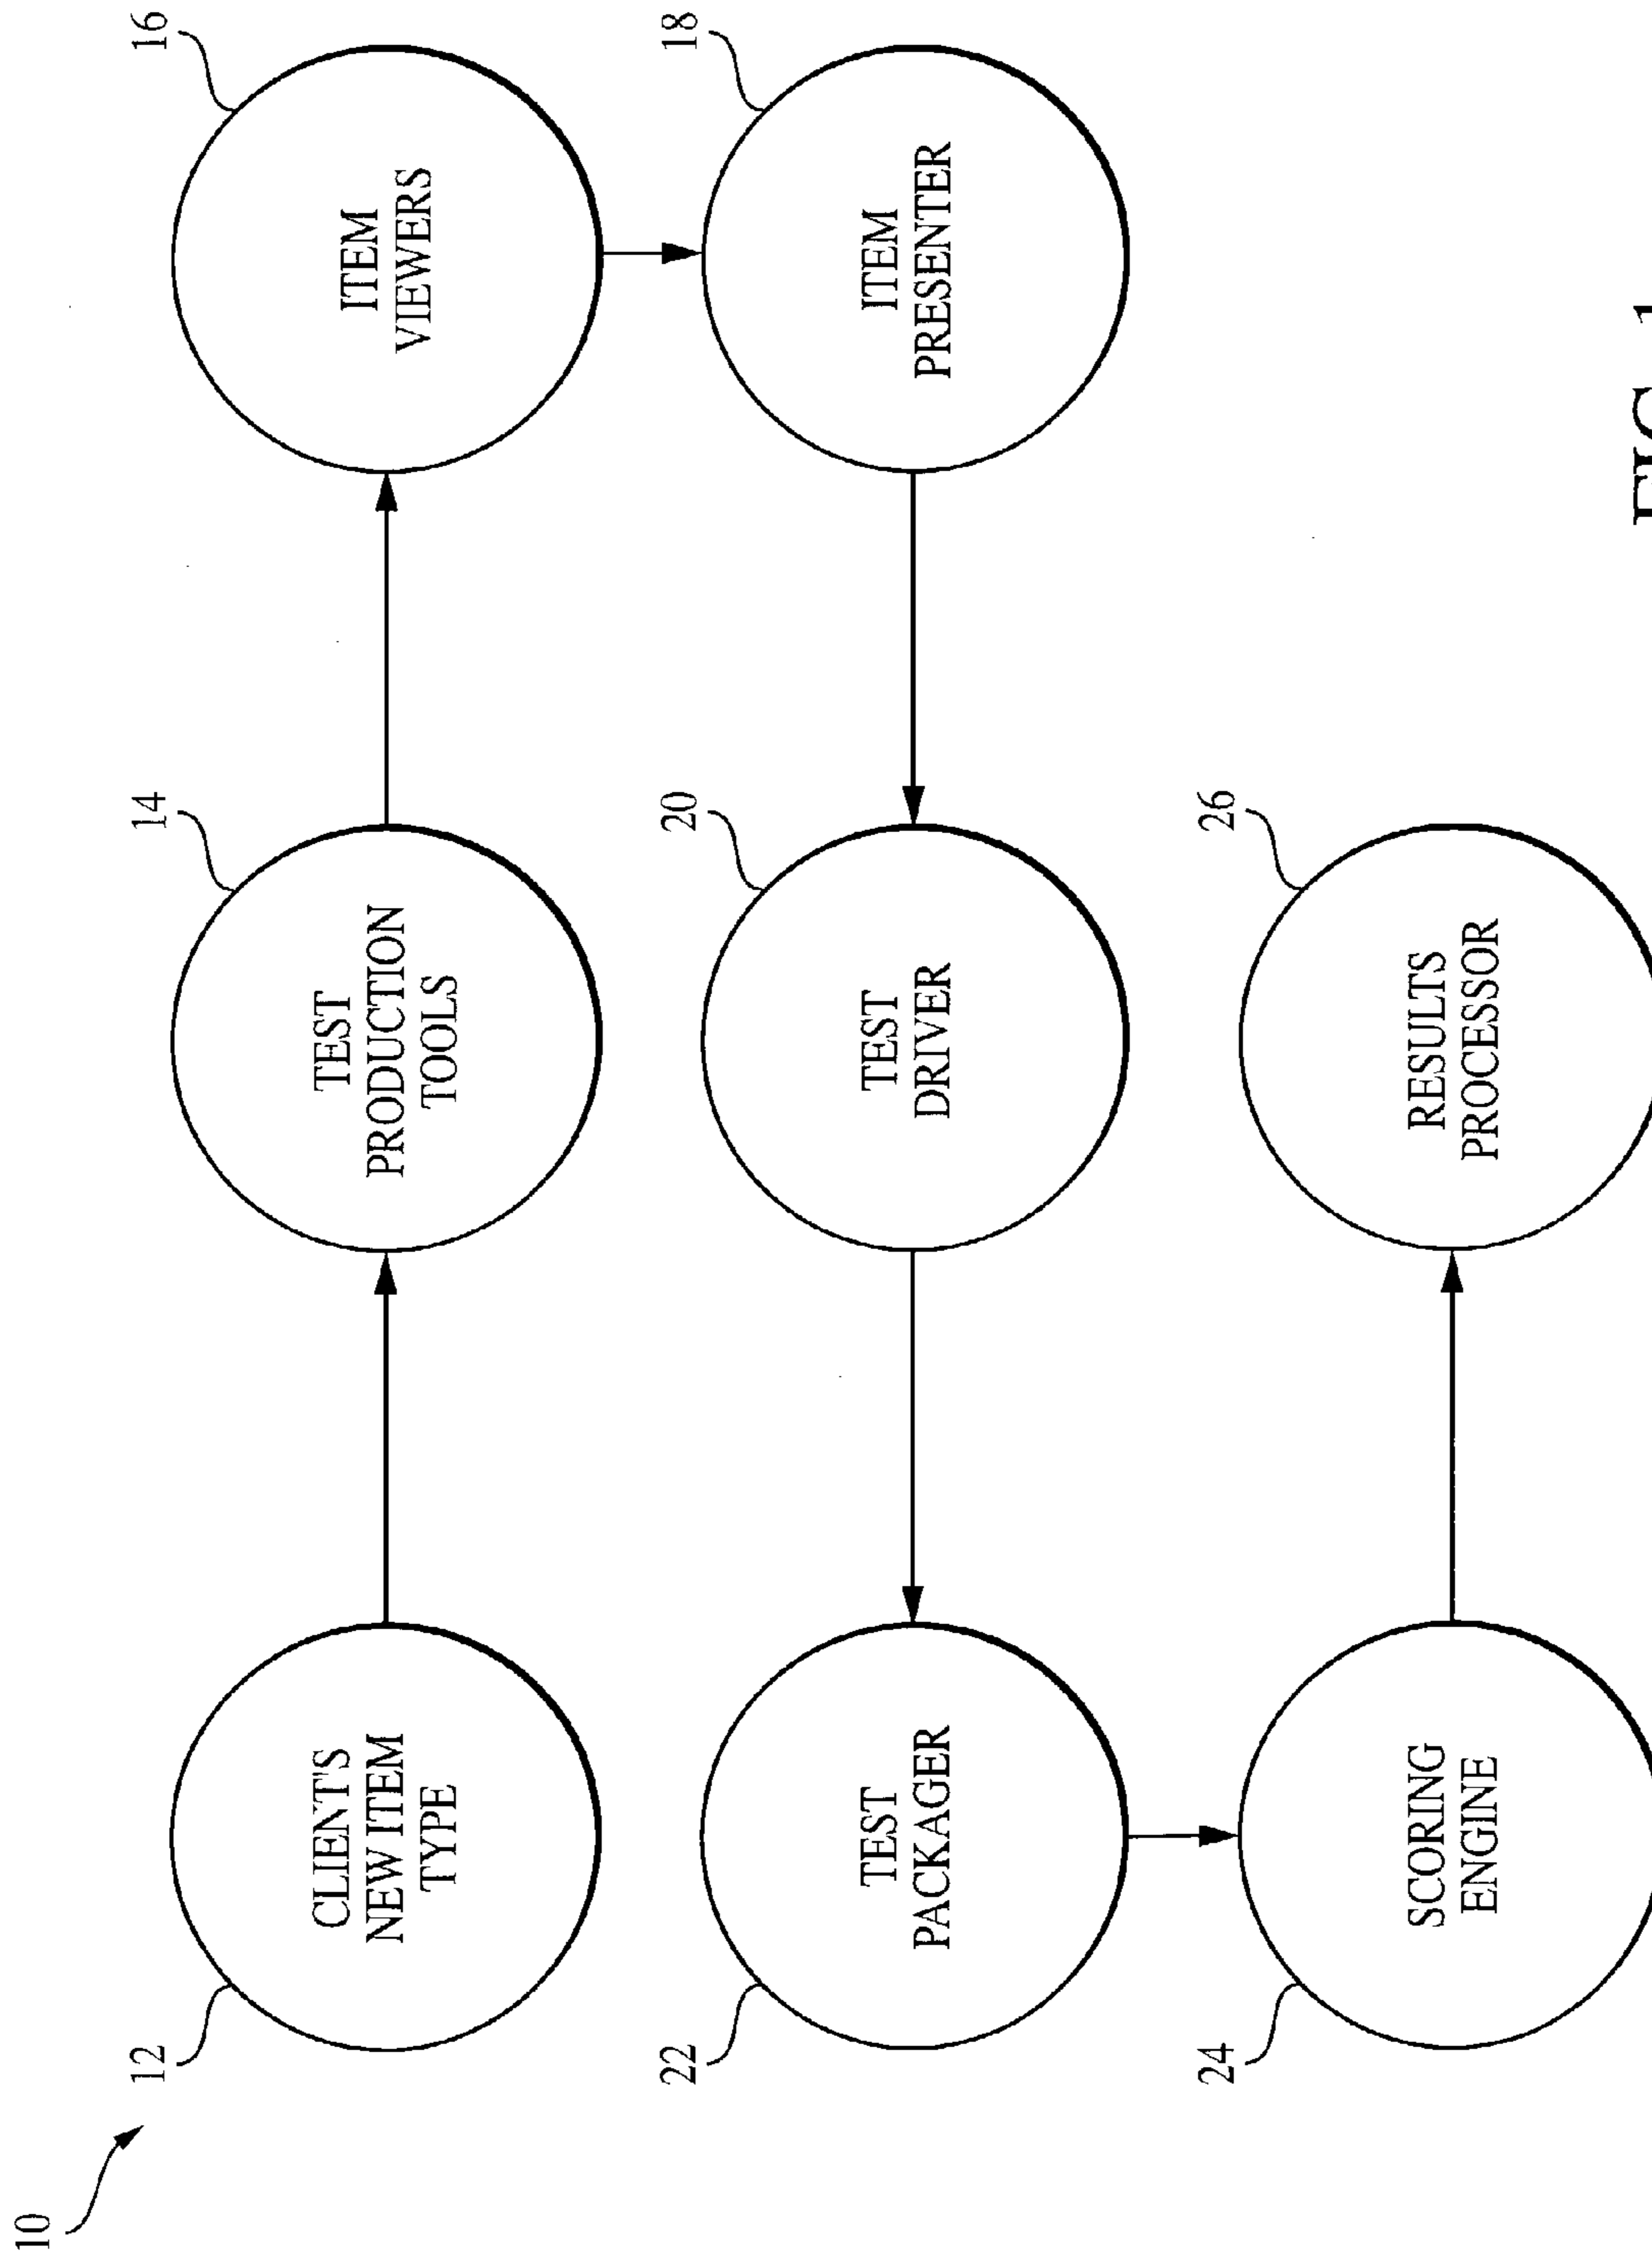 10
12
CLIENT'S
NEW ITEM
TYPE
14
TEST
PRODUCTION
TOOLS
16
ITEM
VIEWERS
22
TEST
PACKAGER
20
TEST
DRIVER
18
ITEM
PRESENTER
24
SCORING
ENGINE
26
RESULTS
PROCESSOR